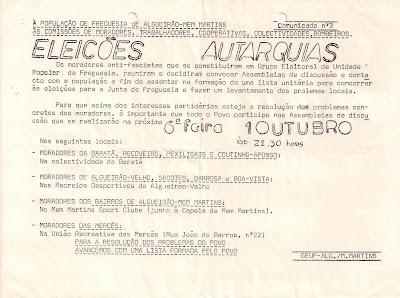 À POPULAÇÃO DE FREGUESIA DE ALGUEIRÃO-MEM MARTINS
Comunicado nº3
ÀS COMISSÕES DE MORADORES, TRABALHADORES, COOPERATIVAS, COLECTIVIDADES, BOMBEIROS.
ELEIÇÕES AUTARQUIAS
Os moradores anti-fascistas que se constituiram em Grupo Eleitoral de Unidade
Popular da Freguesia, reuniram e decidiram convocar Assembleias de discussão e conta
cto com a população a fim de assentar na formação de uma lista unitária para concorrer
às eleições para a Junta de Freguesia e fazer um levantamento dos prolemas locais.
Para que acima dos interesses partidários esteja a resolução dos problemas con-
cretos dos moradores, é importante que todo o Povo participe nas Assembleias de discu
ssão que se realizarão na próxima
6ª feira 1 OUTUBRO
ÀS 21.30 horas
Nos seguintes locais:
- MORADORES DA BARATÃ, RECOVEIRO, PEXILIGAIS E COUTINHO-AFONSO:
Na colectividade da Baratã
- MORADORES DE ALGUEIRÃO-VELHO, SACOTES, BARROSA e BOA-VISTA:
Nos Recreios Desportivos do Algueirão-Velho
- MORADORES DOS BAIRROS DE ALGUEIRÃO-MEM MARTINS:
No Mem Martins Sport Clube (junto à Capela de Mem Martins).
- MORADORES DAS MERCÊS:
Na União Recreativa des Mercês (Rua João de Barros, nº22)
PARA A RESOLUÇÃO DOS PROBLEMAS DO POVO
AVANCEMOS COM UMA LISTA FORMADA PELO POVO
GEUP-ALG./M.MARTINS